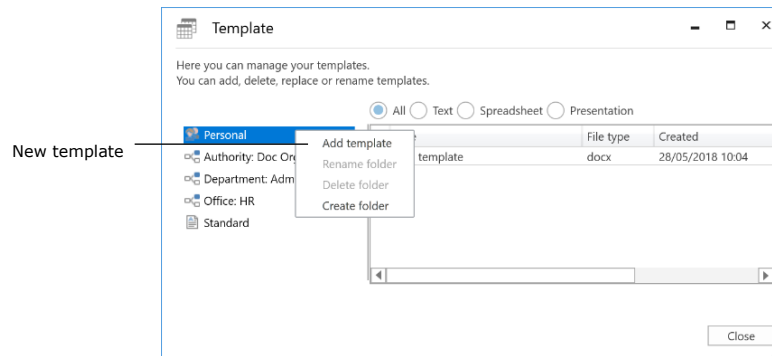 Template
Here you can manage your templates.
You can add, delete, replace or rename templates.
All Text Spreadsheet Presentation
Personal
File type Created
New template
Add template
Authority: Doc
template docx 28/05/2018 10:04
Rename folder
Department:
Delete folder
Office: HR
Create folder
Standard
Close